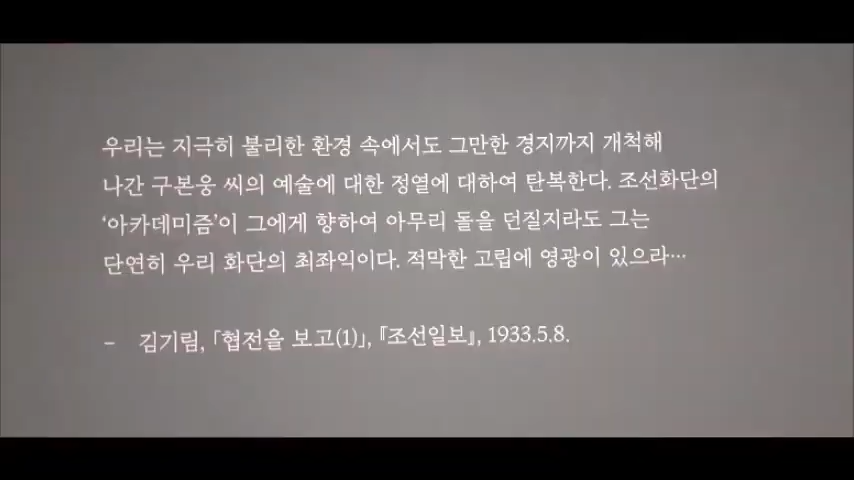 우리는 지극히 불리한 환경 속에서도 그만한 경지까지 개척해
나간 구본웅 씨의 예술에 대한 정열에 대하여 탄복한다. 조선화단의
‘아카데미즘’이 그에게 향하여 아무리 돌을 던질지라도 그는
단연히 우리 화단의 최좌익이다. 적막한 고립에 영광이 있으라…
– 김기림, 「협전을 보고(1)」, 『조선일보』, 1933.5.8.